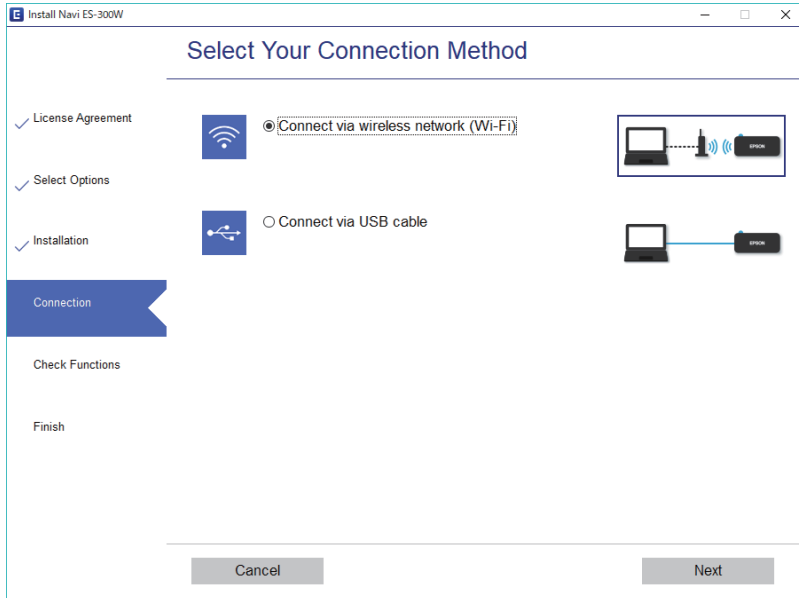 Install Navi ES-300W
Select Your Connection Method
License Agreement
Select Options
Installation
Connection
Check Functions
Finish
Connect via wireless network (Wi-Fi)
EPSON
Connect via USB cable
EPSON
Cancel
Next